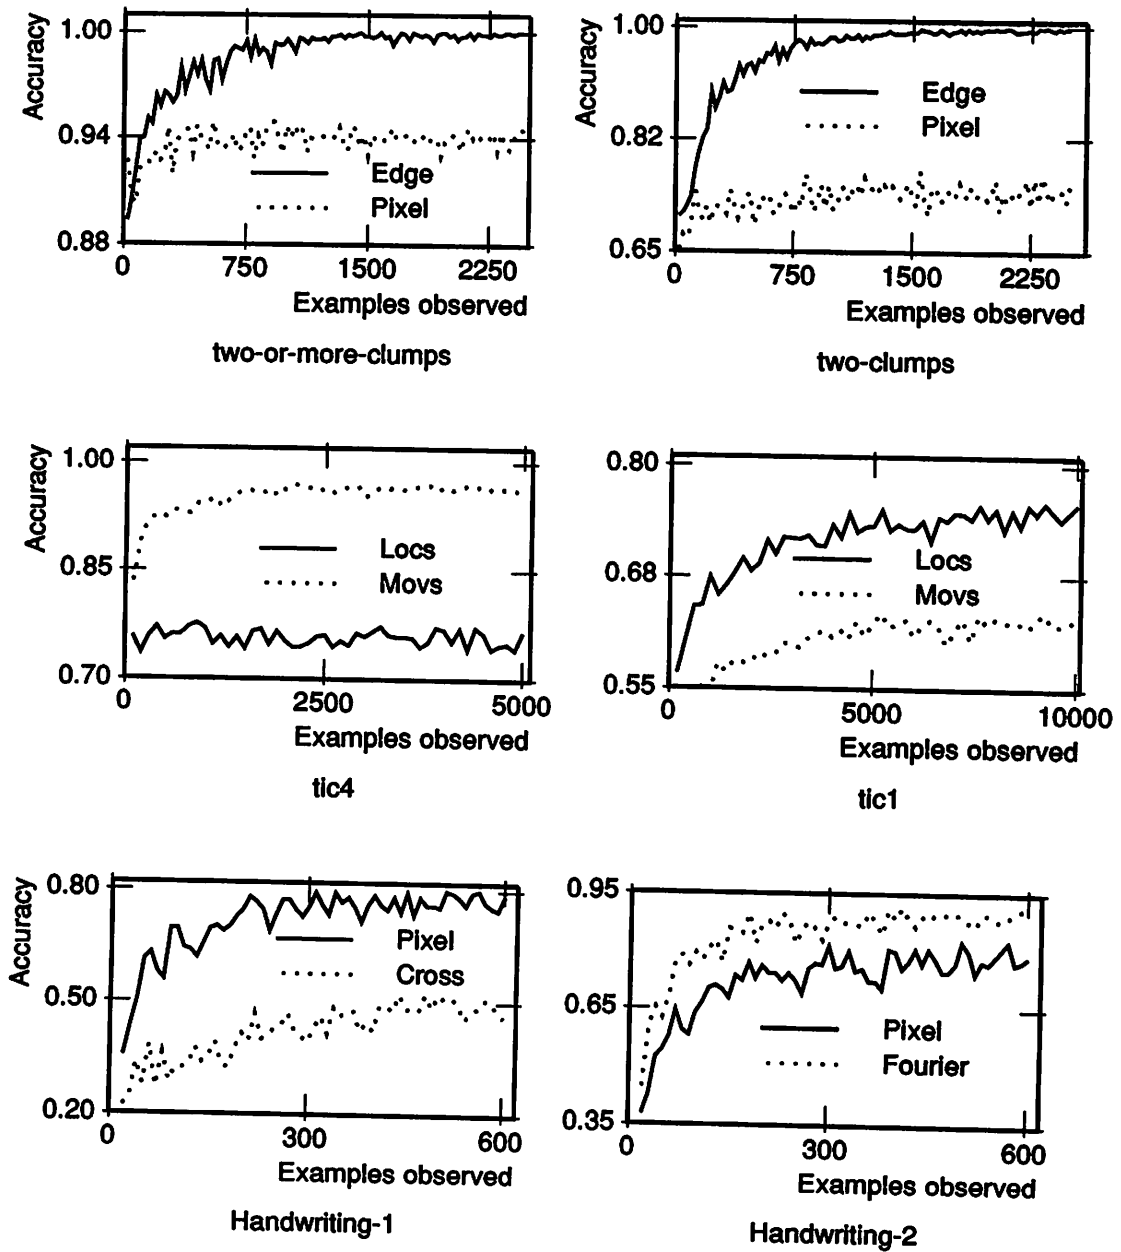 Accuracy
1.00
0.94
0.88
Edge
Pixel
0 750 1500 2250
Examples observed
two-or-more-clumps
Accuracy
1.00
0.82
0.65
Edge
Pixel
0 750 1500 2250
Examples observed
two-clumps
Accuracy
1.00
0.85
0.70
Locs
Movs
0 2500 5000
Examples observed
tic4
0.80
0.68
0.55
Locs
Movs
0 5000 10000
Examples observed
tic1
Accuracy
0.80
0.50
0.20
Pixel
Cross
0 300 600
Examples observed
Handwriting-1
0.95
0.65
0.35
Pixel
Fourier
0 300 600
Examples observed
Handwriting-2